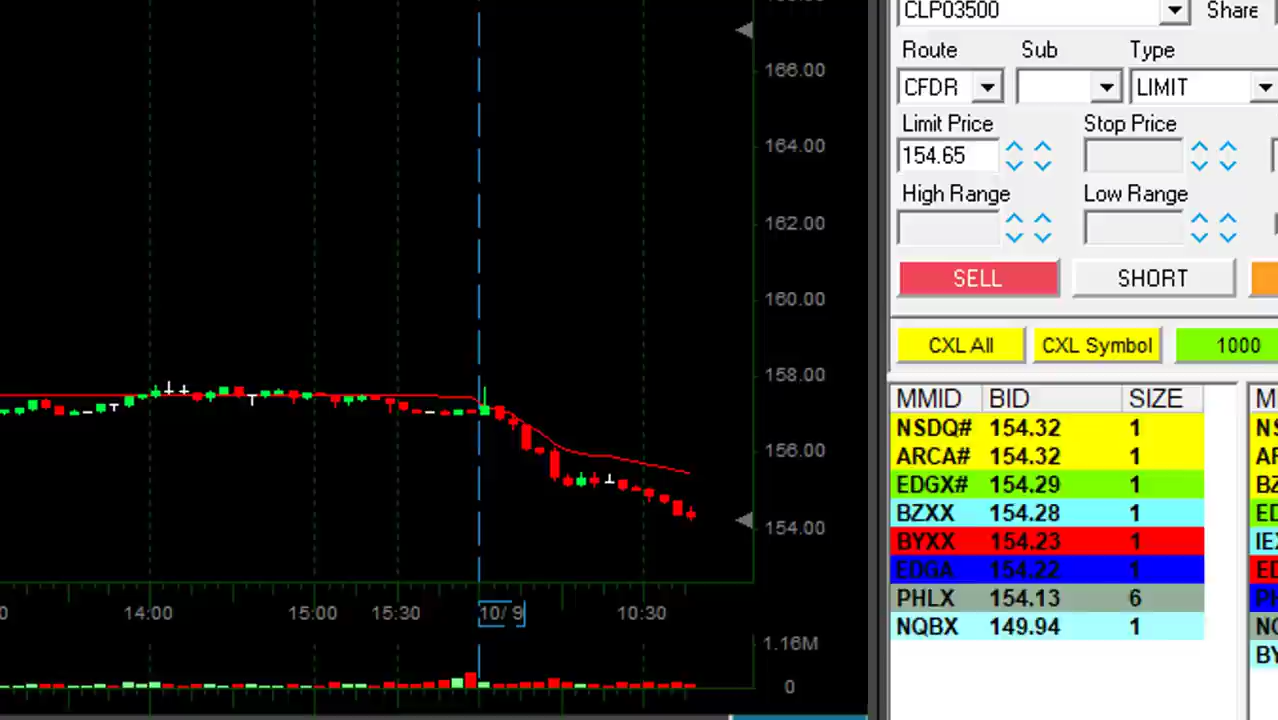 CLP03500 Share
Route Sub Type
CFDR LIMIT
Limit Price Stop Price
154.65
High Range Low Range
SELL SHORT
CXL All CXL Symbol 1000
MMID BID SIZE
NSDQ# 154.32 1
ARCA# 154.32 1
EDGX# 154.29 1
BZXX 154.28 1
BYXX 154.23 1
EDGA 154.22 1
PHLX 154.13 6
NQBX 149.94 1
166.00
164.00
162.00
160.00
158.00
156.00
154.00
14:00 15:00 15:30 10/ 9 10:30
1.16M
0